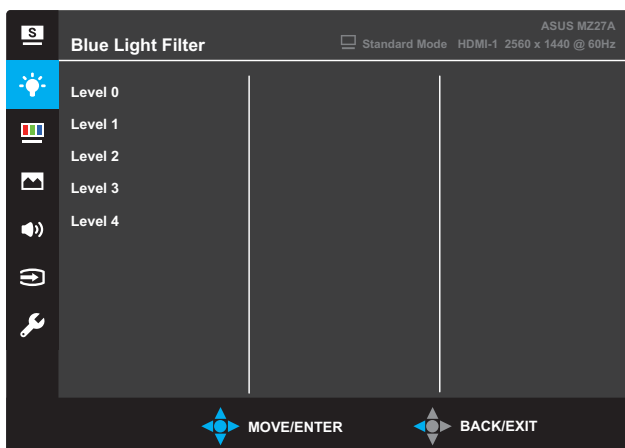 S
ASUS MZ27A
Blue Light Filter
Standard Mode HDMI-1 2560 x 1440 @ 60Hz
Level 0
Level 1
Level 2
Level 3
Level 4
MOVE/ENTER
BACK/EXIT